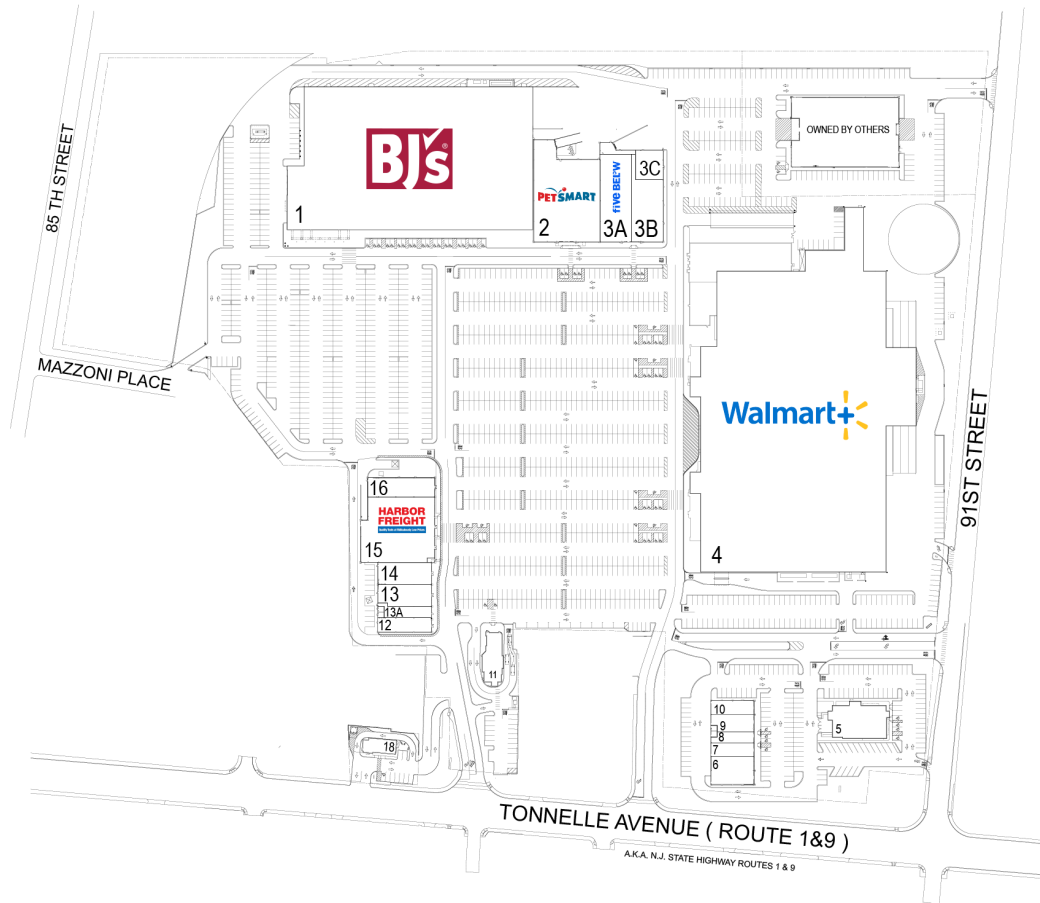 85 TH STREET
OWNED BY OTHERS
BJ's
®
3C
PETSMART
five BEL°W
1
2
3A
3B
MAZZONI PLACE
Walmart+
91ST STREET
16
HARBOR
FREIGHT
15
4
14
13
13A
12
11
10
9
8
7
6
5
18
TONNELLE AVENUE ( ROUTE 1&9 )
A.K.A. N.J. STATE HIGHWAY ROUTES 1 & 9